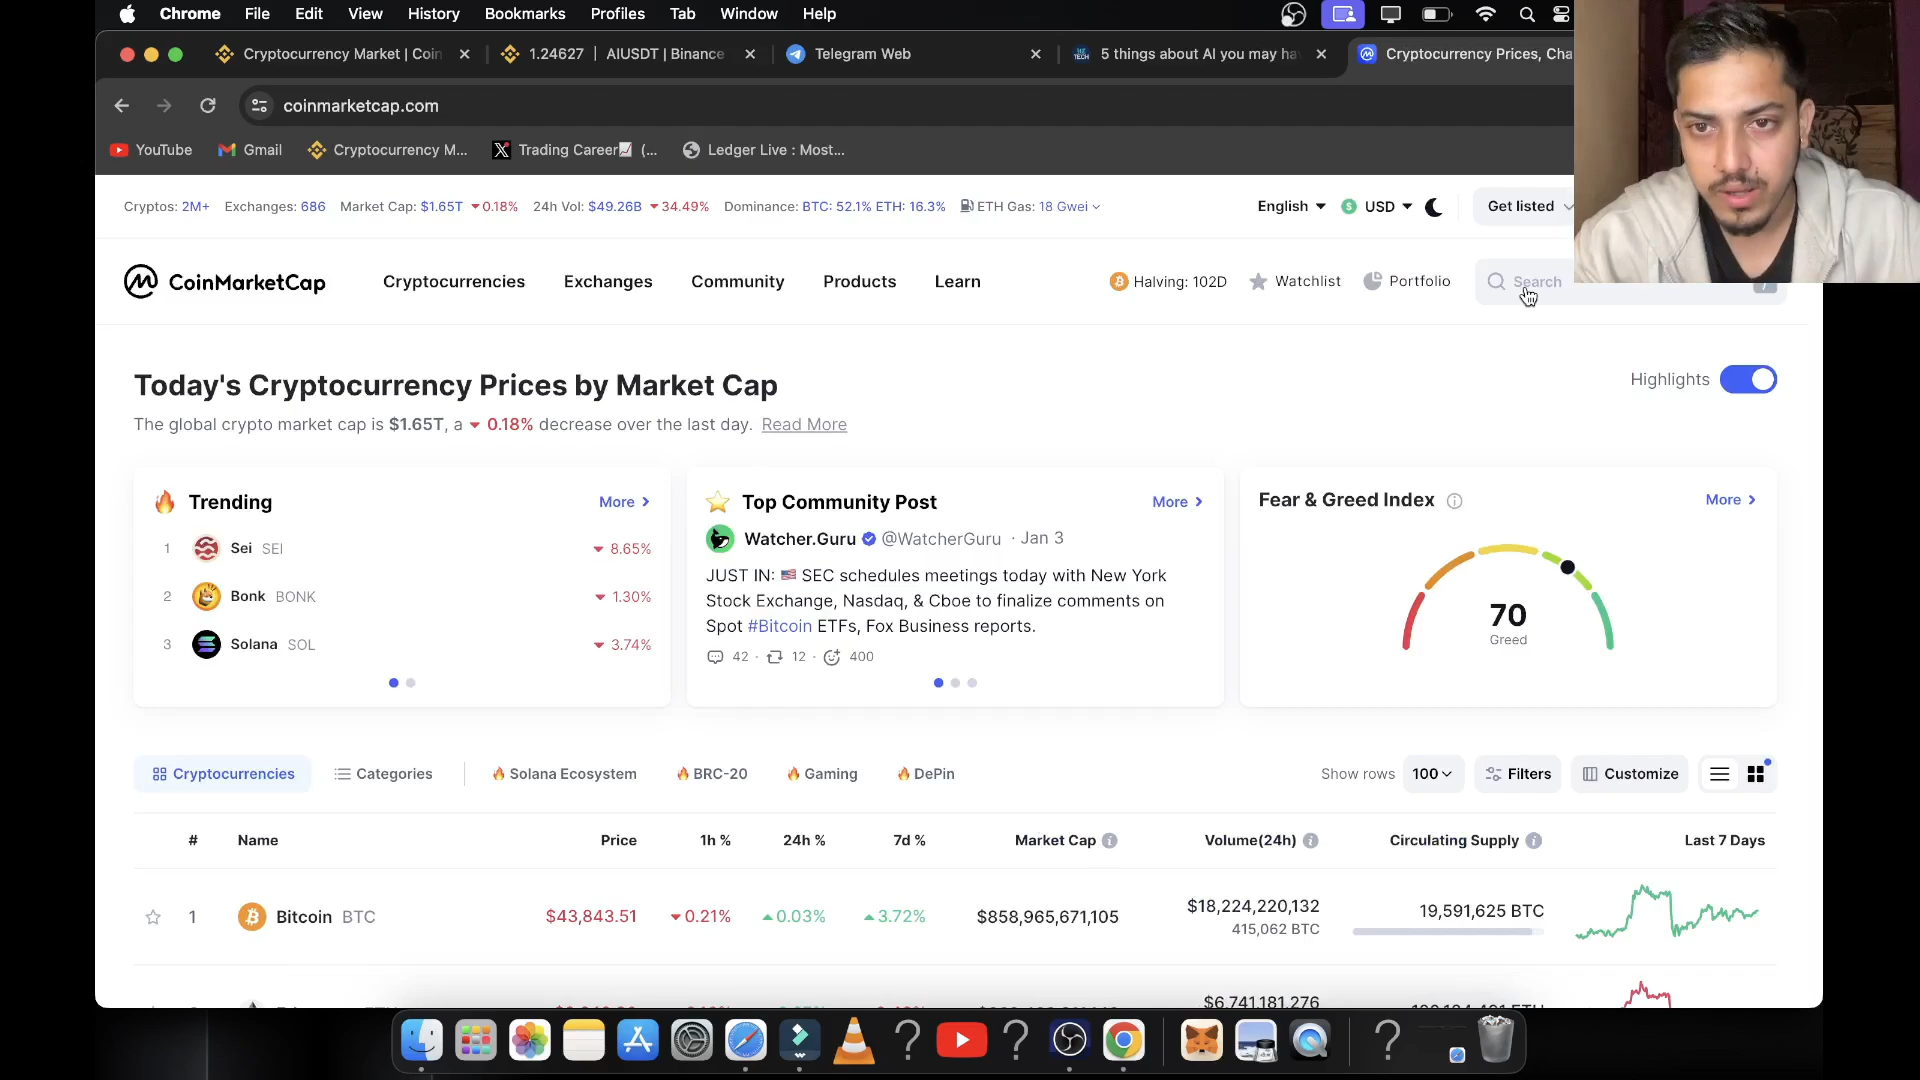 Chrome File Edit View History Bookmarks Profiles Tab Window Help
Cryptocurrency Market | Coin
1.24627 | AIUSDT | Binance
Telegram Web
5 things about AI you may ha
Cryptocurrency Prices, Cha
coinmarketcap.com
YouTube Gmail Cryptocurrency M... Trading Career📈 (... Ledger Live : Most...
Cryptos: 2M+ Exchanges: 686 Market Cap: $1.65T 0.18% 24h Vol: $49.26B 34.49% Dominance: BTC: 52.1% ETH: 16.3% ETH Gas: 18 Gwei
English USD Get listed
CoinMarketCap Cryptocurrencies Exchanges Community Products Learn Halving: 102D Watchlist Portfolio Search
Today's Cryptocurrency Prices by Market Cap
Highlights
The global crypto market cap is $1.65T, a 0.18% decrease over the last day. Read More
Trending More
1 Sei SEI 8.65%
2 Bonk BONK 1.30%
3 Solana SOL 3.74%
Top Community Post More
Watcher.Guru @WatcherGuru · Jan 3
JUST IN: 🇺🇸 SEC schedules meetings today with New York
Stock Exchange, Nasdaq, & Cboe to finalize comments on
Spot #Bitcoin ETFs, Fox Business reports.
42 · 12 · 400
Fear & Greed Index More
70
Greed
Cryptocurrencies Categories Solana Ecosystem BRC-20 Gaming DePin Show rows 100 Filters Customize
# Name Price 1h % 24h % 7d % Market Cap Volume(24h) Circulating Supply Last 7 Days
1 Bitcoin BTC $43,843.51 0.21% 0.03% 3.72% $858,965,671,105 $18,224,220,132 19,591,625 BTC
415,062 BTC
$6,741,181,276